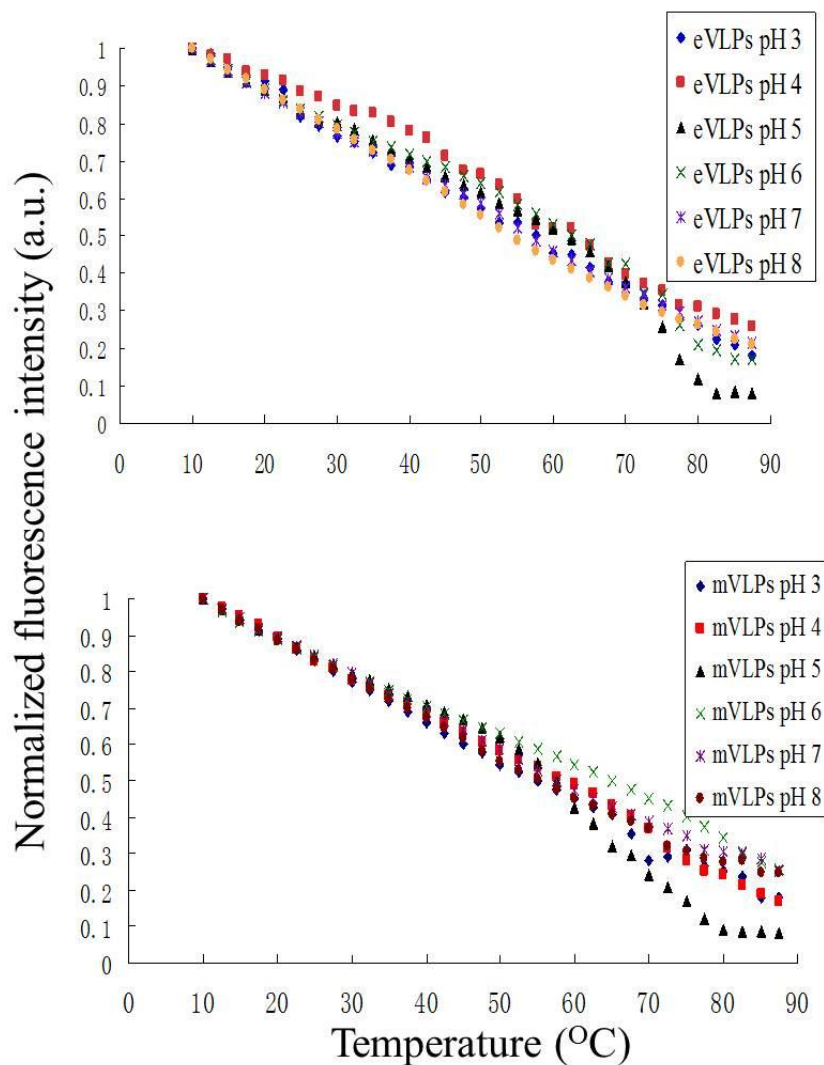 Normalized fluorescence intensity (a.u.)
1
0.9
0.8
0.7
0.6
0.5
0.4
0.3
0.2
0.1
0
0 10 20 30 40 50 60 70 80 90
eVLPs pH 3
eVLPs pH 4
eVLPs pH 5
eVLPs pH 6
eVLPs pH 7
eVLPs pH 8
1
0.9
0.8
0.7
0.6
0.5
0.4
0.3
0.2
0.1
0
0 10 20 30 40 50 60 70 80 90
mVLPs pH 3
mVLPs pH 4
mVLPs pH 5
mVLPs pH 6
mVLPs pH 7
mVLPs pH 8
Temperature (OC)